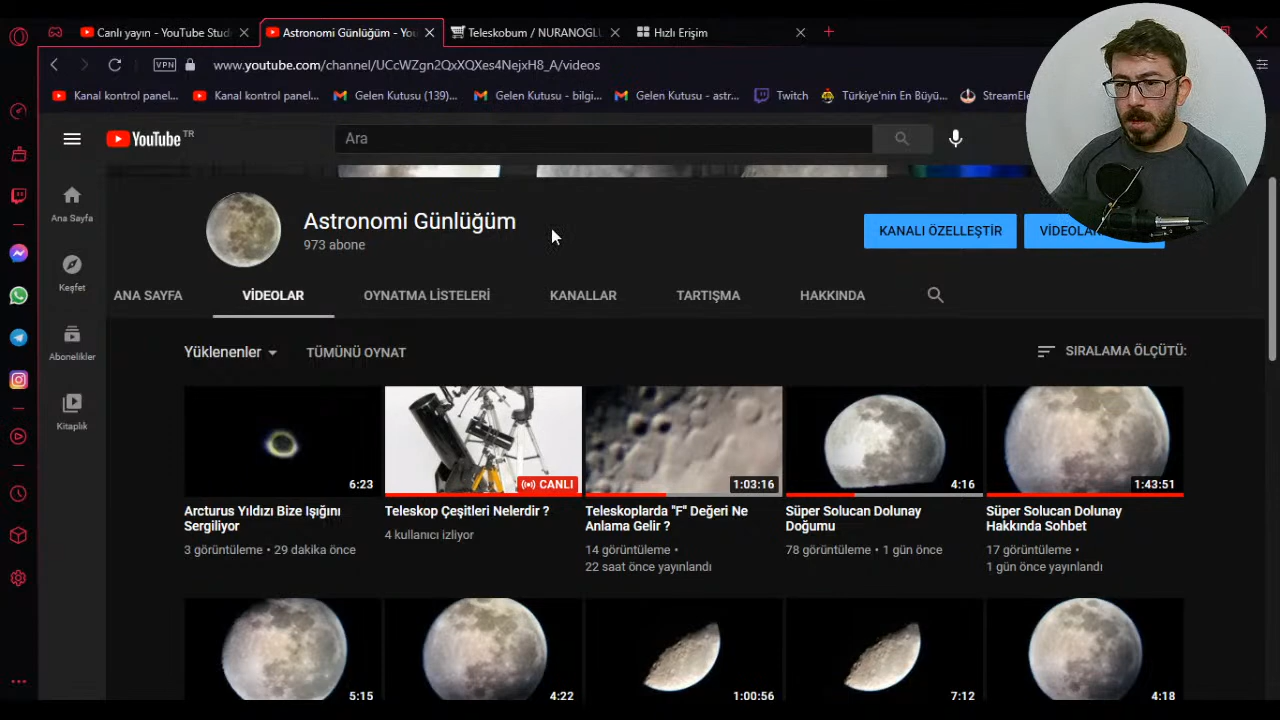 Canlı yayın - YouTube Stud
Astronomi Günlüğüm - You
Teleskobum / NURANOGLU
Hızlı Erişim
VPN
www.youtube.com/channel/UCcWZgn2QxXQXes4NejxH8_A/videos
Kanal kontrol panel...
Kanal kontrol panel...
Gelen Kutusu (139)...
Gelen Kutusu - bilgi...
Gelen Kutusu - astr...
Twitch
Türkiye'nin En Büyü...
StreamEle
YouTube TR
Ara
Ana Sayfa
Keşfet
Abonelikler
Kitaplık
Astronomi Günlüğüm
973 abone
KANALI ÖZELLEŞTİR
ANA SAYFA
VİDEOLAR
OYNATMA LİSTELERİ
KANALLAR
TARTIŞMA
HAKKINDA
Yüklenenler
TÜMÜNÜ OYNAT
SIRALAMA ÖLÇÜTÜ:
6:23
Arcturus Yıldızı Bize Işığını
Sergiliyor
3 görüntüleme • 29 dakika önce
CANLI
Teleskop Çeşitleri Nelerdir ?
4 kullanıcı izliyor
1:03:16
Teleskoplarda "F" Değeri Ne
Anlama Gelir ?
14 görüntüleme •
22 saat önce yayınlandı
4:16
Süper Solucan Dolunay
Doğumu
78 görüntüleme • 1 gün önce
1:43:51
Süper Solucan Dolunay
Hakkında Sohbet
17 görüntüleme •
1 gün önce yayınlandı
5:15
4:22
1:00:56
7:12
4:18